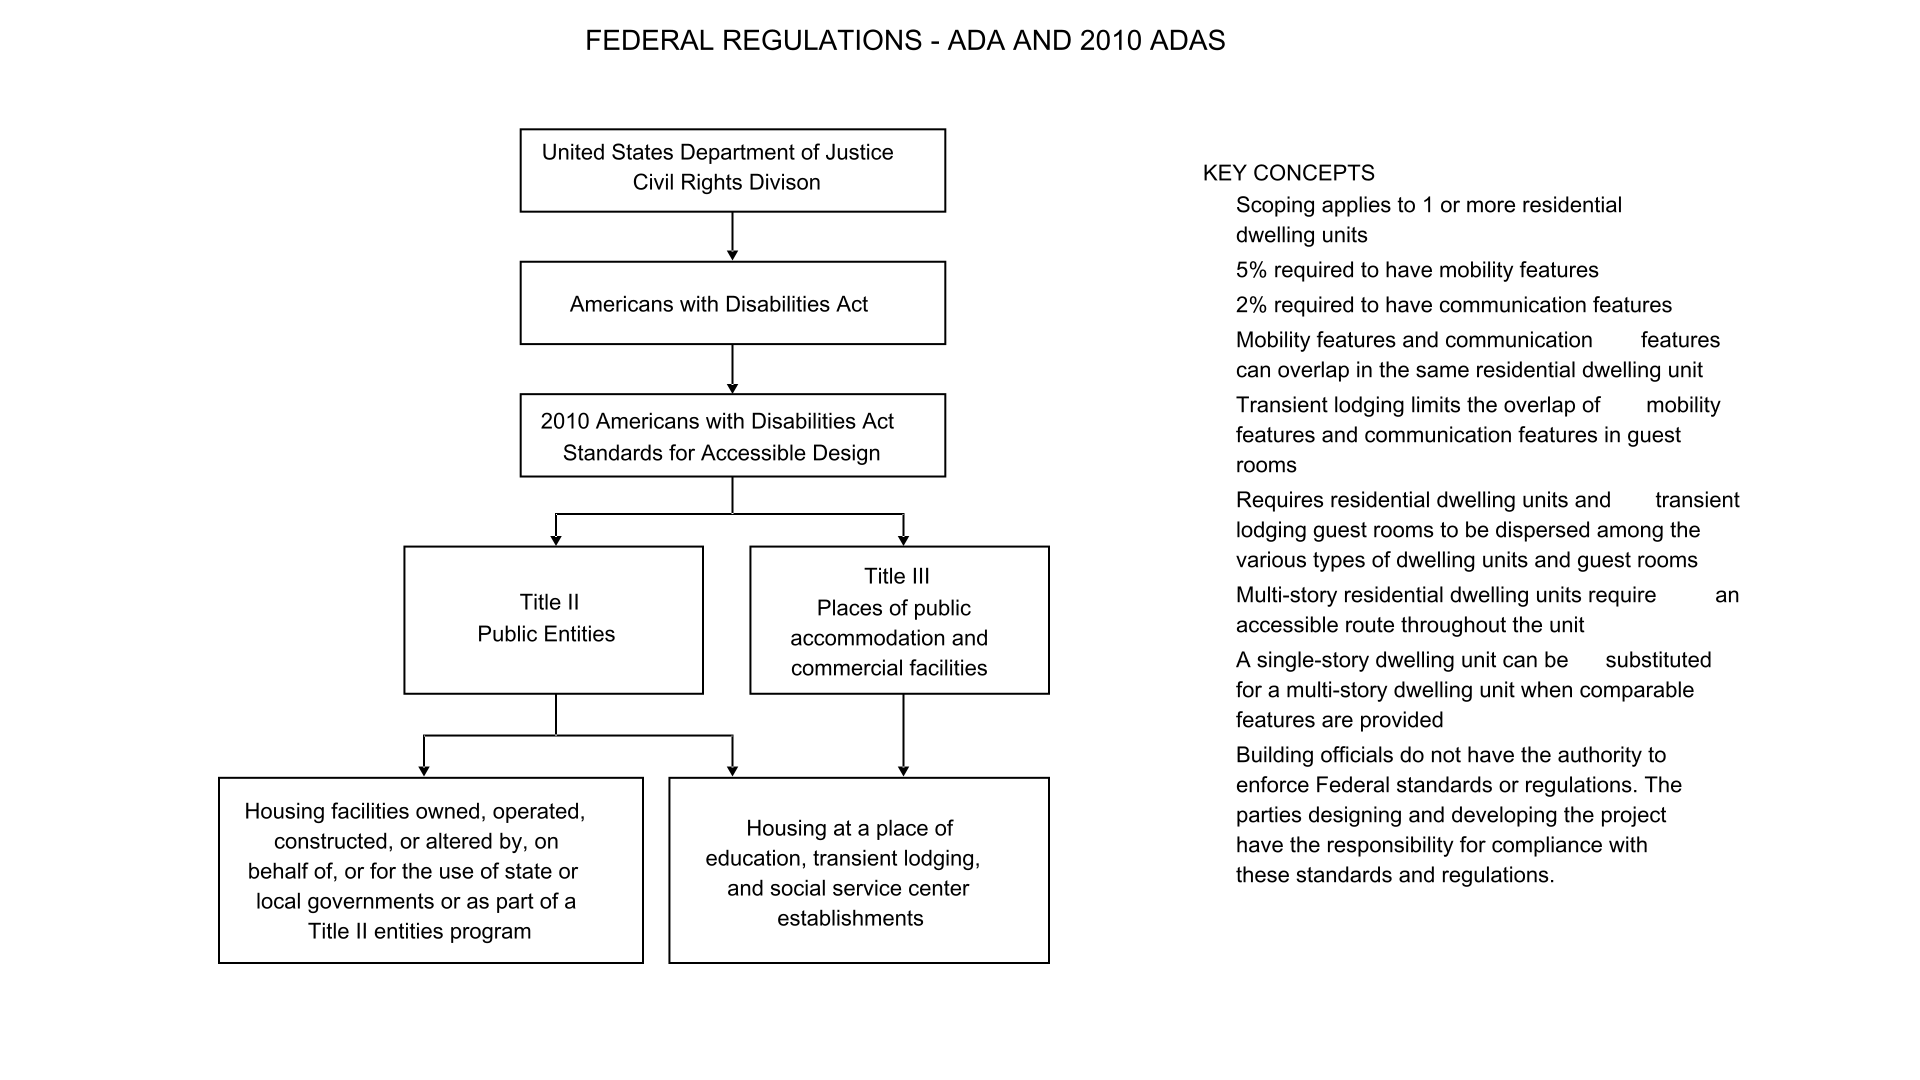 FEDERAL REGULATIONS - ADA AND 2010 ADAS
United States Department of Justice
Civil Rights Divison
Americans with Disabilities Act
2010 Americans with Disabilities Act
Standards for Accessible Design
Title II
Public Entities
Title III
Places of public
accommodation and
commercial facilities
Housing facilities owned, operated,
constructed, or altered by, on
behalf of, or for the use of state or
local governments or as part of a
Title II entities program
Housing at a place of
education, transient lodging,
and social service center
establishments
KEY CONCEPTS
Scoping applies to 1 or more residential
dwelling units
5% required to have mobility features
2% required to have communication features
Mobility features and communication features
can overlap in the same residential dwelling unit
Transient lodging limits the overlap of mobility
features and communication features in guest
rooms
Requires residential dwelling units and transient
lodging guest rooms to be dispersed among the
various types of dwelling units and guest rooms
Multi-story residential dwelling units require an
accessible route throughout the unit
A single-story dwelling unit can be substituted
for a multi-story dwelling unit when comparable
features are provided
Building officials do not have the authority to
enforce Federal standards or regulations. The
parties designing and developing the project
have the responsibility for compliance with
these standards and regulations.